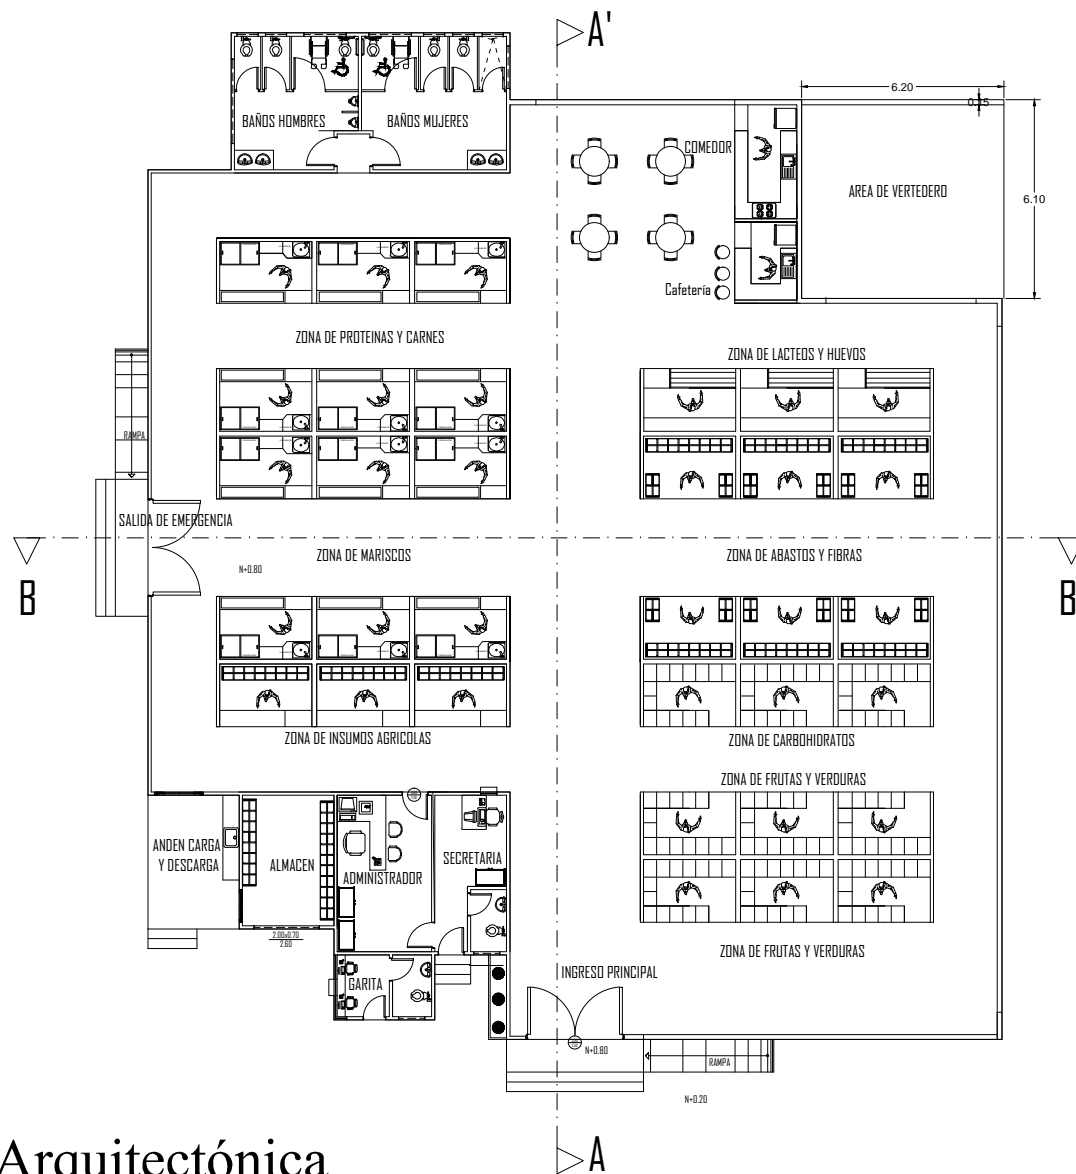 A'
6.20
0.15
BAÑOS HOMBRES
BAÑOS MUJERES
COMEDOR
AREA DE VERTEDERO
6.10
Cafetería
ZONA DE PROTEINAS Y CARNES
ZONA DE LACTEOS Y HUEVOS
RAMPA
SALIDA DE EMERGENCIA
ZONA DE MARISCOS
ZONA DE ABASTOS Y FIBRAS
N+0.80
B
B
ZONA DE INSUMOS AGRICOLAS
ZONA DE CARBOHIDRATOS
ZONA DE FRUTAS Y VERDURAS
ANDEN CARGA
Y DESCARGA
ALMACEN
ADMINISTRADOR
SECRETARIA
2.00x0.70
2.60
ZONA DE FRUTAS Y VERDURAS
INGRESO PRINCIPAL
GARITA
N+0.80
RAMPA
N+0.20
A
Arquitectónica